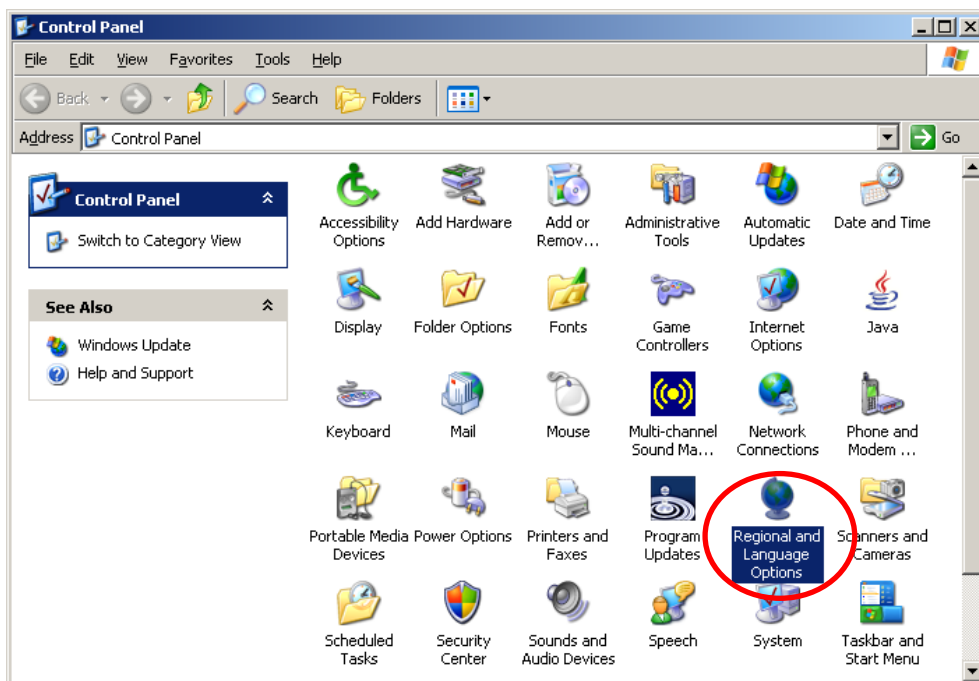 Control Panel
File Edit View Favorites Tools Help
Back Search Folders
Address Control Panel Go
Control Panel
Switch to Category View
See Also
Windows Update
Help and Support
Accessibility
Options
Add Hardware
Add or
Remov...
Administrative
Tools
Automatic
Updates
Date and Time
Display
Folder Options
Fonts
Game
Controllers
Internet
Options
Java
Keyboard
Mail
Mouse
Multi-channel
Sound Ma...
Network
Connections
Phone and
Modem ...
Portable Media
Devices
Power Options
Printers and
Faxes
Program
Updates
Regional and
Language
Options
Scanners and
Cameras
Scheduled
Tasks
Security
Center
Sounds and
Audio Devices
Speech
System
Taskbar and
Start Menu